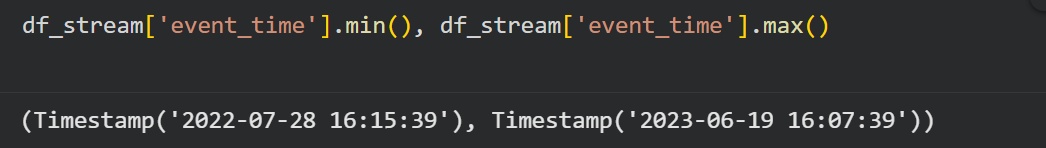 df_stream['event_time'].min(), df_stream['event_time'].max()
(Timestamp('2022-07-28 16:15:39'), Timestamp('2023-06-19 16:07:39'))